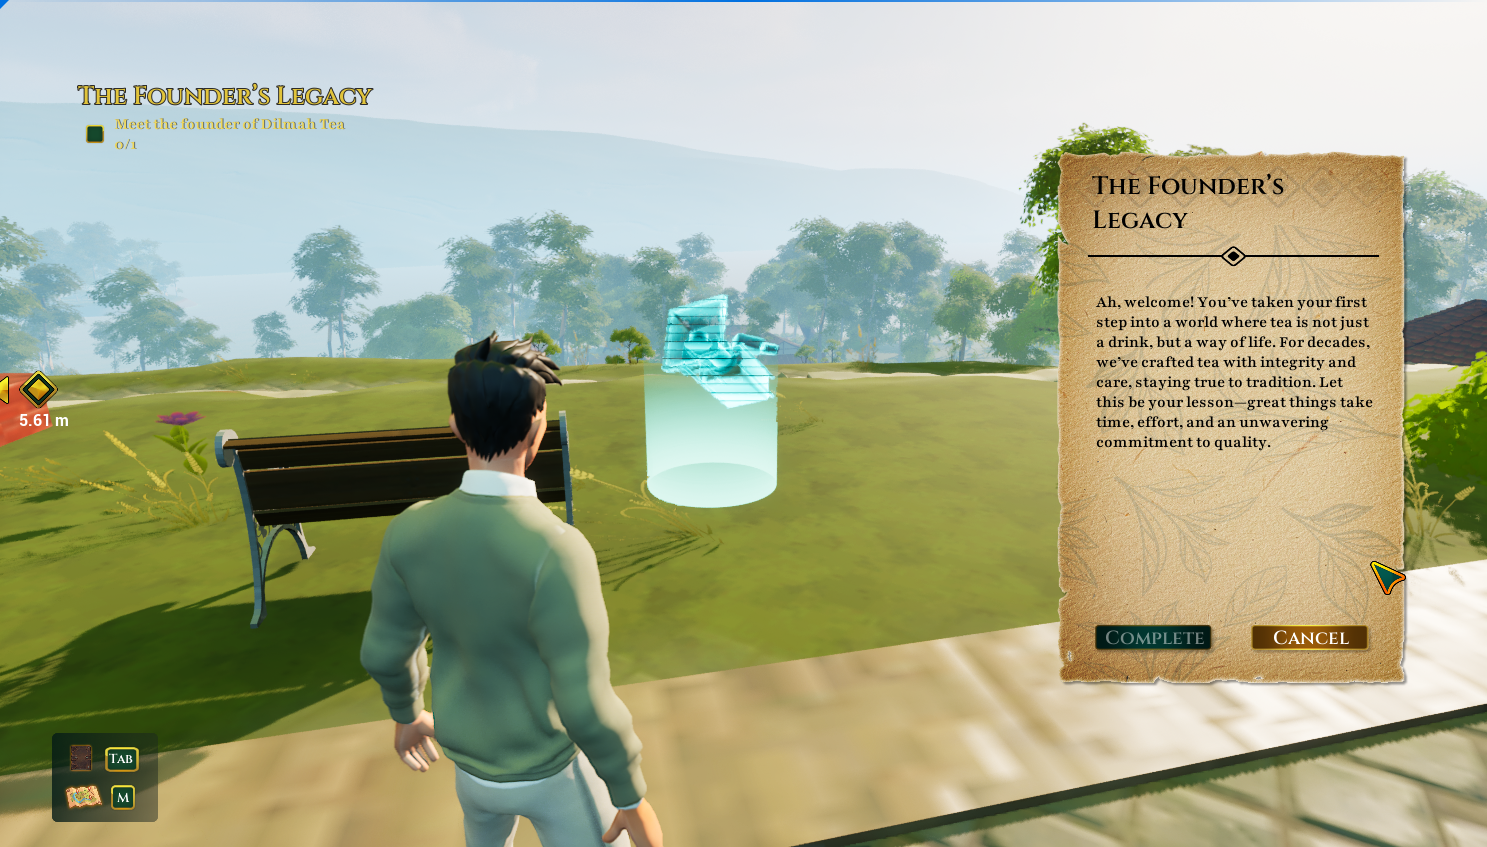 The Founder's Legacy
Meet the founder of Dilmah Tea
0/1
5.61 m
Tab
M
The Founder's
Legacy
Ah, welcome! You've taken your first
step into a world where tea is not just
a drink, but a way of life. For decades,
we've crafted tea with integrity and
care, staying true to tradition. Let
this be your lesson—great things take
time, effort, and an unwavering
commitment to quality.
Complete
Cancel